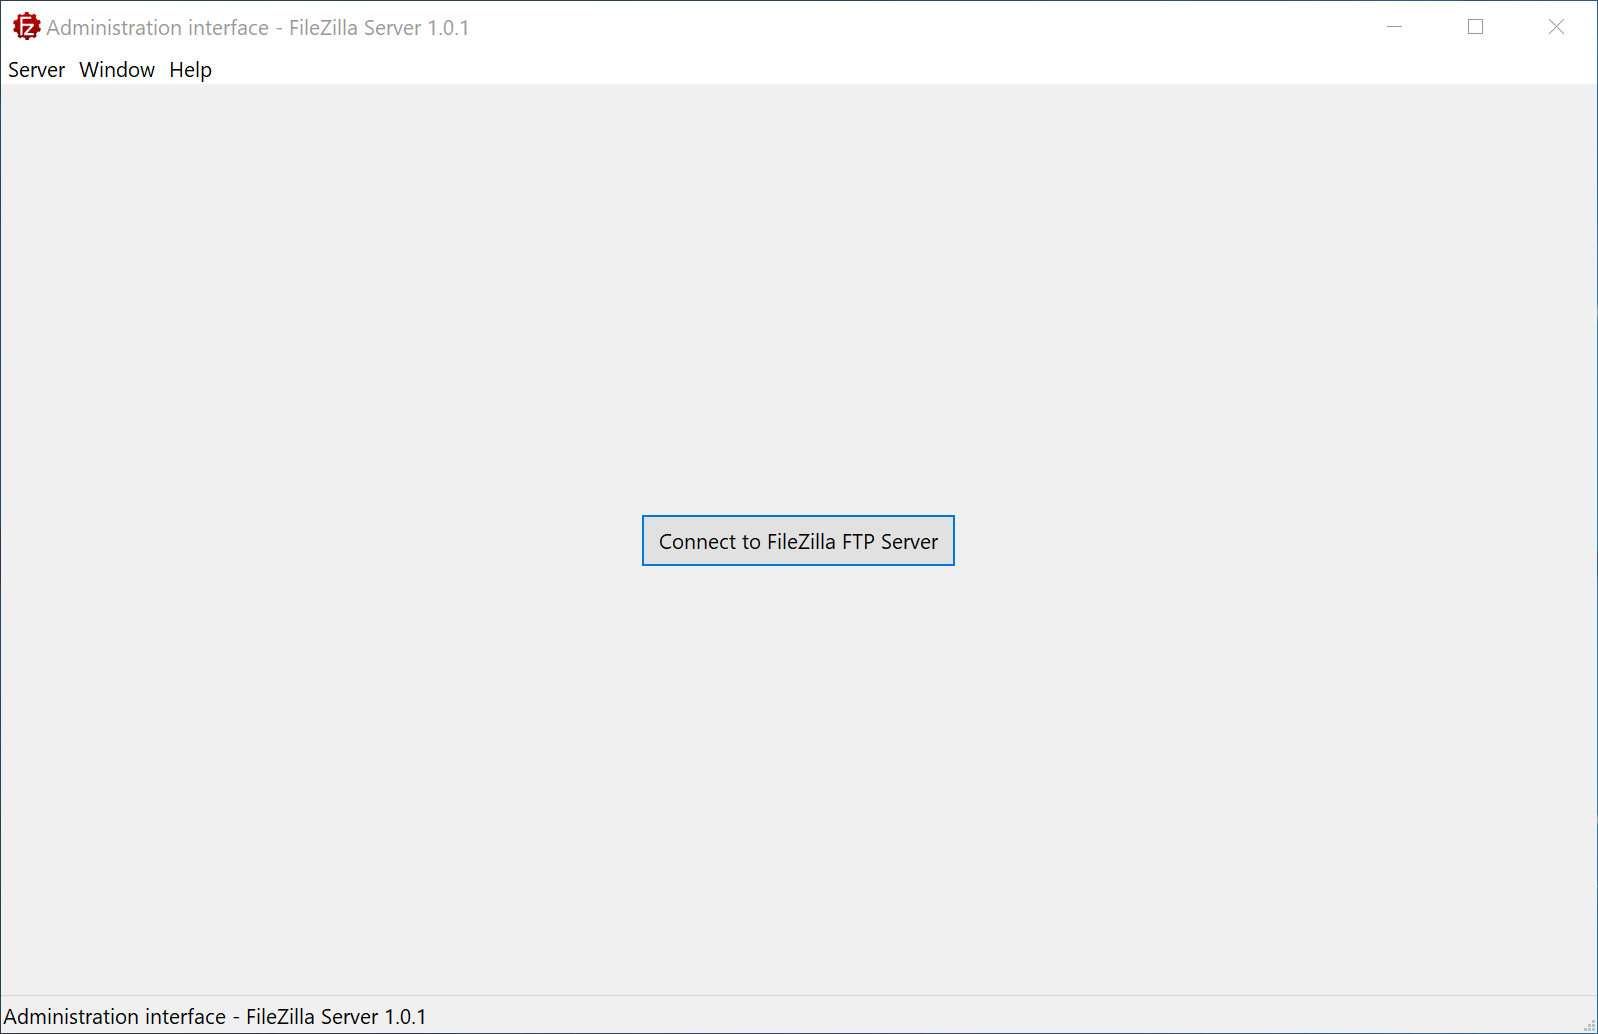 Administration interface - FileZilla Server 1.0.1
Server Window Help
Connect to FileZilla FTP Server
Administration interface - FileZilla Server 1.0.1